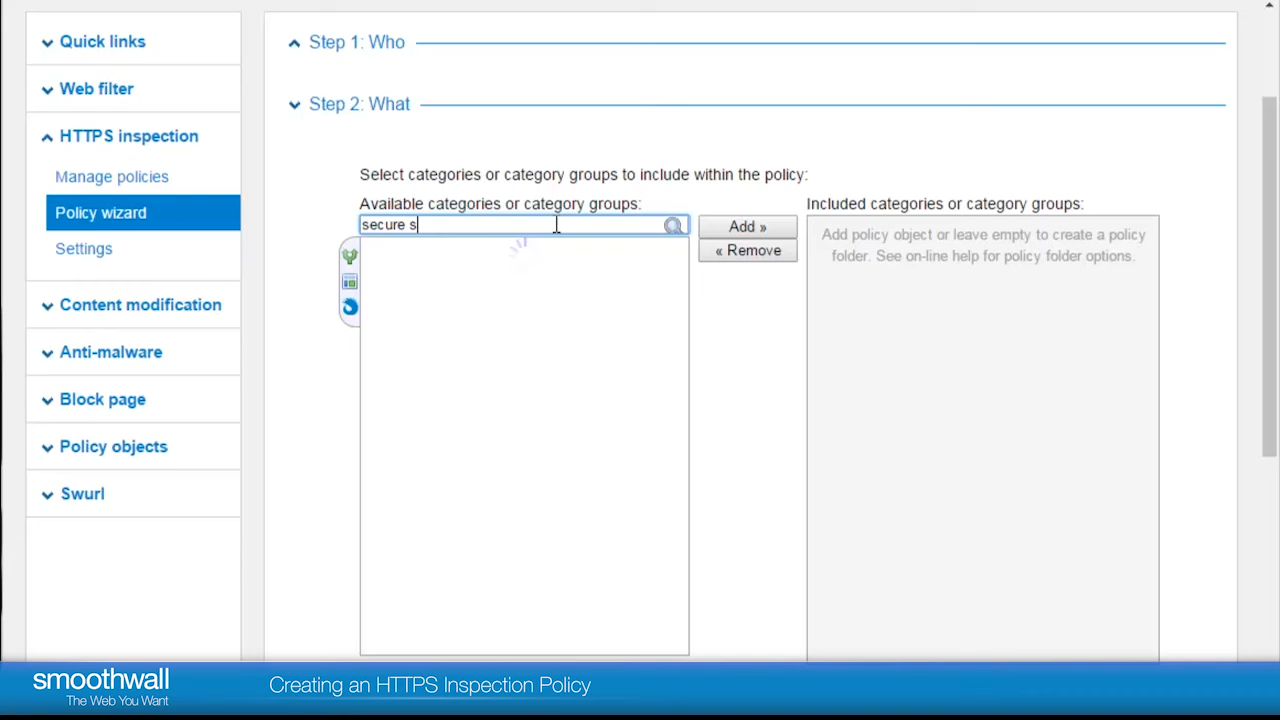 Quick links
Web filter
HTTPS inspection
Manage policies
Policy wizard
Settings
Content modification
Anti-malware
Block page
Policy objects
Swurl
Step 1: Who
Step 2: What
Select categories or category groups to include within the policy:
Available categories or category groups:
secure s
Add »
« Remove
Included categories or category groups:
Add policy object or leave empty to create a policy
folder. See on-line help for policy folder options.
smoothwall
The Web You Want
Creating an HTTPS Inspection Policy